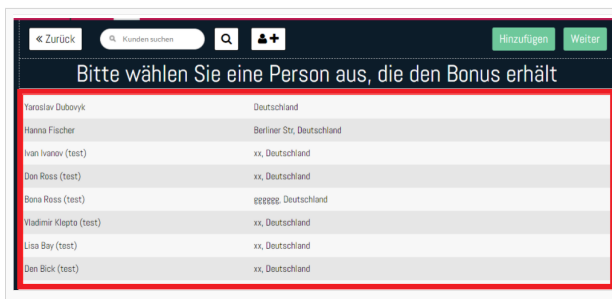 « Zurück Kunden suchen Hinzufügen Weiter
Bitte wählen Sie eine Person aus, die den Bonus erhält
Yaroslav Dubovyk Deutschland
Hanna Fischer Berliner Str, Deutschland
Ivan Ivanov (test) xx, Deutschland
Don Ross (test) xx, Deutschland
Bona Ross (test) gggggg, Deutschland
Vladimir Klepto (test) xx, Deutschland
Lisa Bay (test) xx, Deutschland
Den Bick (test) xx, Deutschland